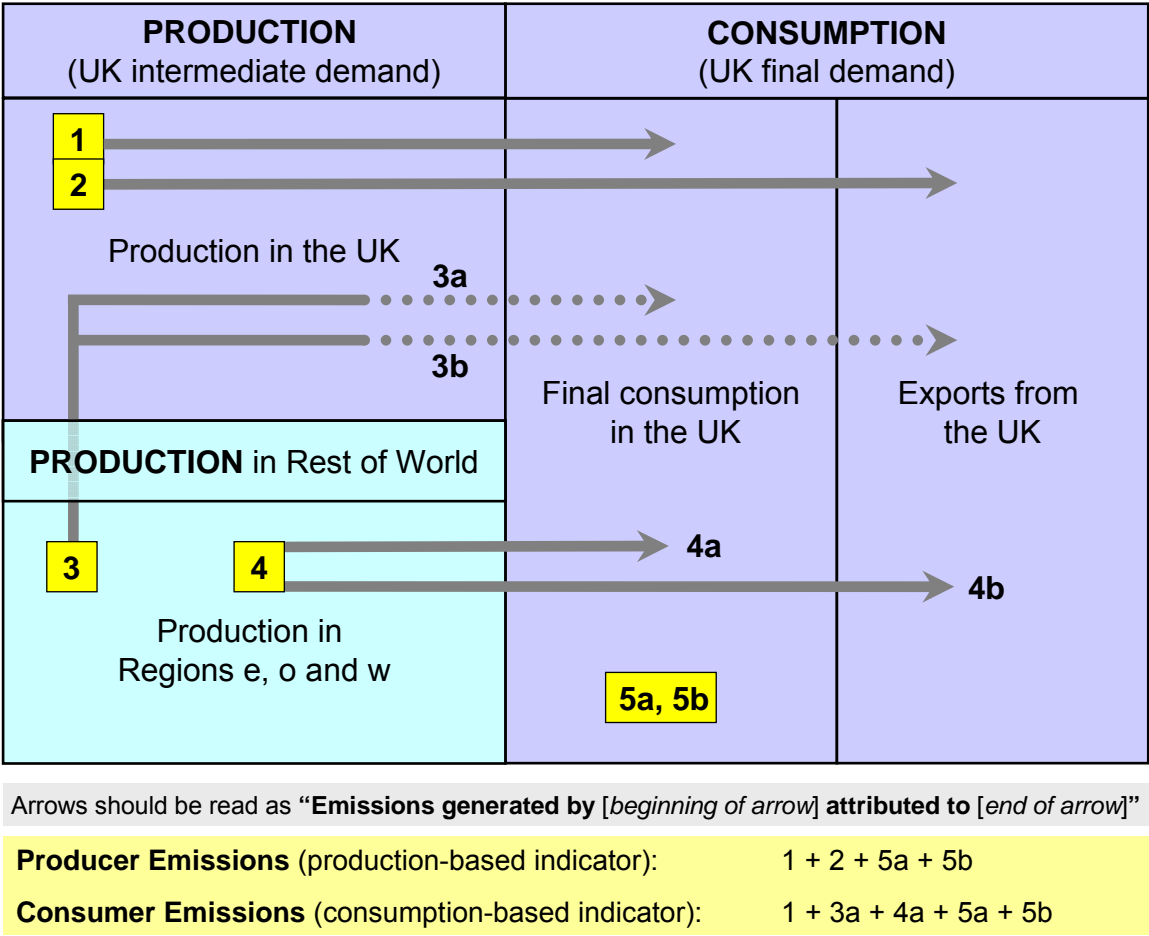 PRODUCTION
(UK intermediate demand)
CONSUMPTION
(UK final demand)
1
2
Production in the UK
3a
3b
Final consumption
in the UK
Exports from
the UK
PRODUCTION in Rest of World
3
4
4a
4b
Production in
Regions e, o and w
5a, 5b
Arrows should be read as “Emissions generated by [beginning of arrow] attributed to [end of arrow]”
Producer Emissions (production-based indicator): 1 + 2 + 5a + 5b
Consumer Emissions (consumption-based indicator): 1 + 3a + 4a + 5a + 5b